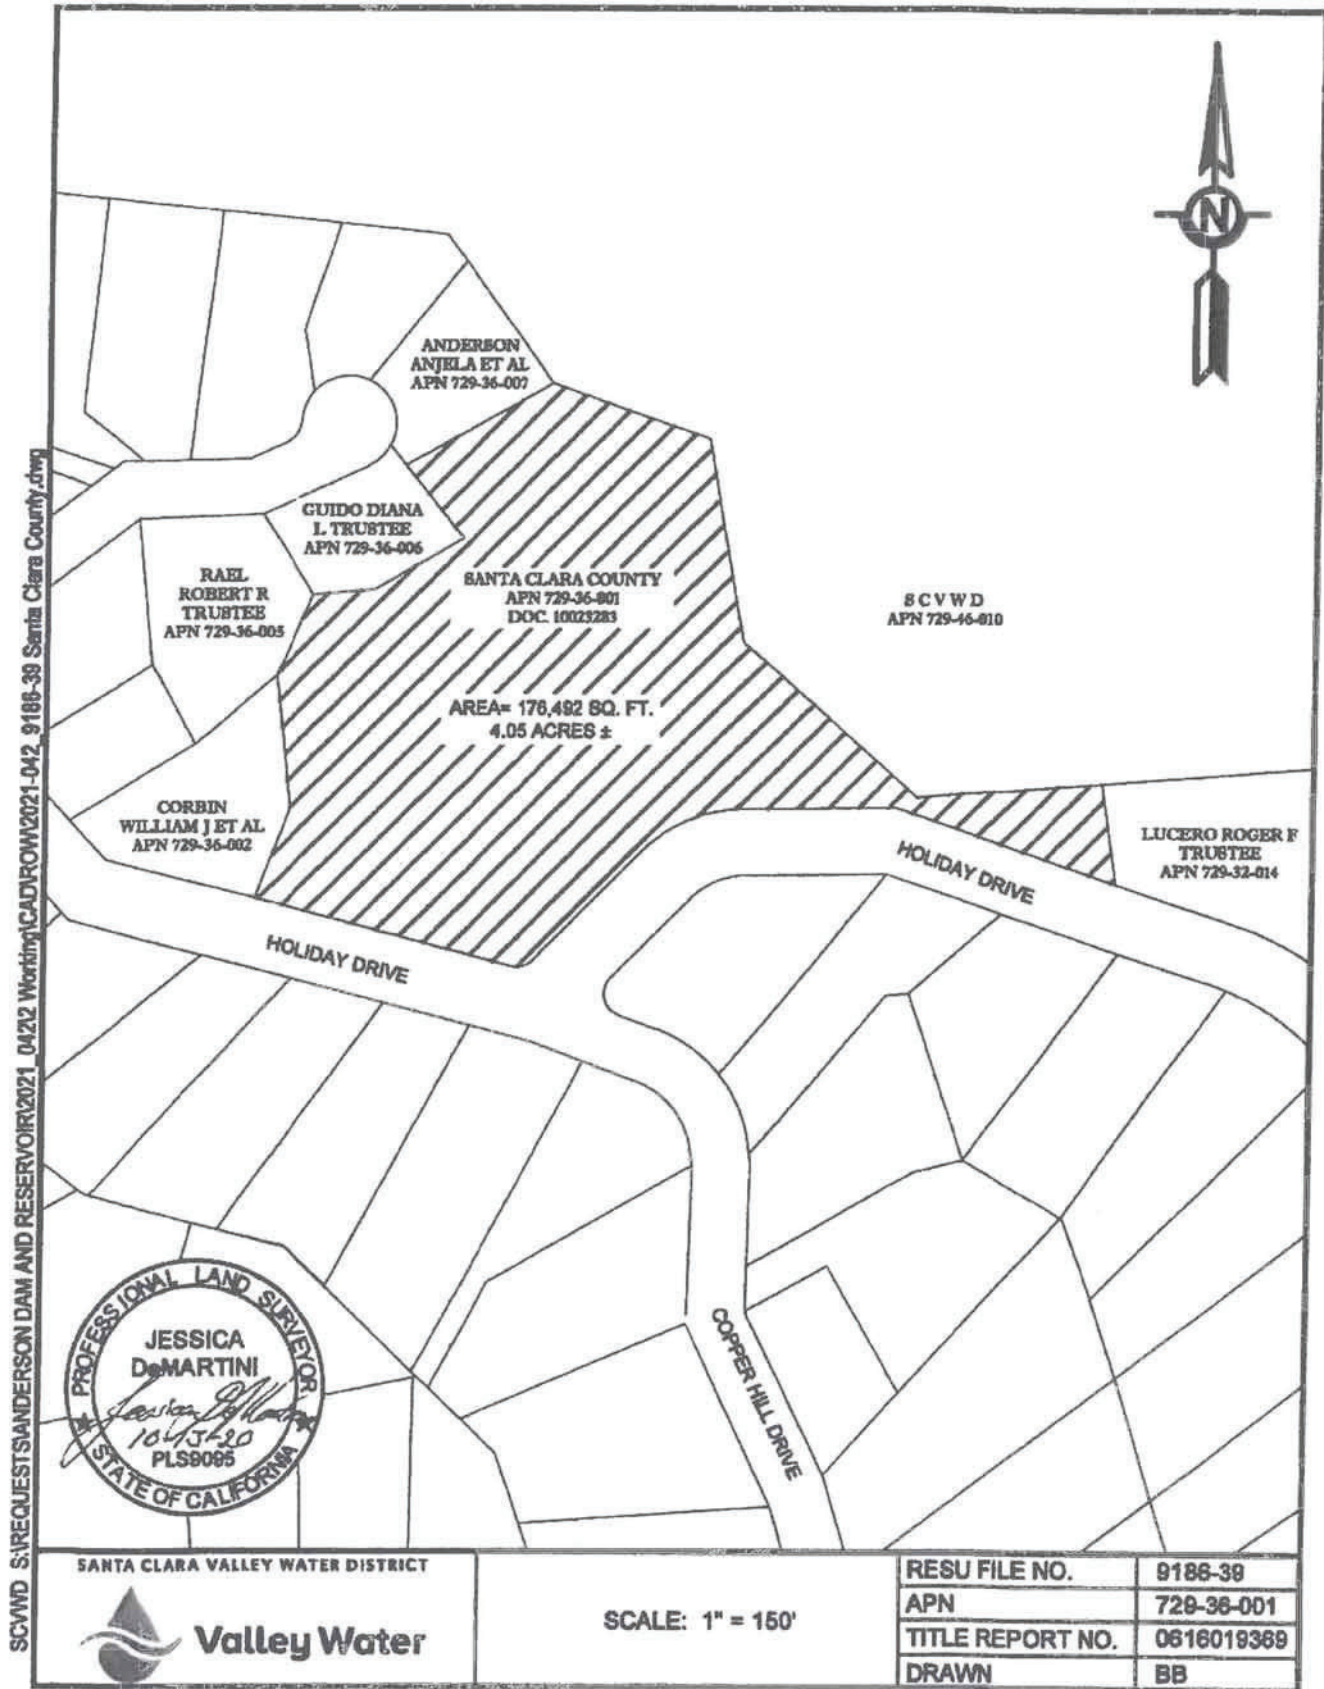 N
ANDERSON
ANJELA ET AL
APN 729-36-007
GUIDO DIANA
L TRUSTEE
APN 729-36-006
RAEL
ROBERT R
TRUSTEE
APN 729-36-005
SANTA CLARA COUNTY
APN 729-36-001
DOC. 10023283
SCVWD
APN 729-46-010
AREA= 176,492 SQ. FT.
4.05 ACRES ±
CORBIN
WILLIAM J ET AL
APN 729-36-002
LUCERO ROGER F
TRUSTEE
APN 729-32-014
HOLIDAY DRIVE
HOLIDAY DRIVE
COPPER HILL DRIVE
SCVWD S:\REQUESTS\ANDERSON DAM AND RESERVOIR\2021_042\2 Working\CAD\ROW\2021-042_9186-39 Santa Clara County.dwg
PROFESSIONAL LAND SURVEYOR
JESSICA
DeMARTINI
PLS9095
STATE OF CALIFORNIA
SANTA CLARA VALLEY WATER DISTRICT
Valley Water
SCALE: 1" = 150'
RESU FILE NO. 9186-39
APN 729-36-001
TITLE REPORT NO. 0616019369
DRAWN BB